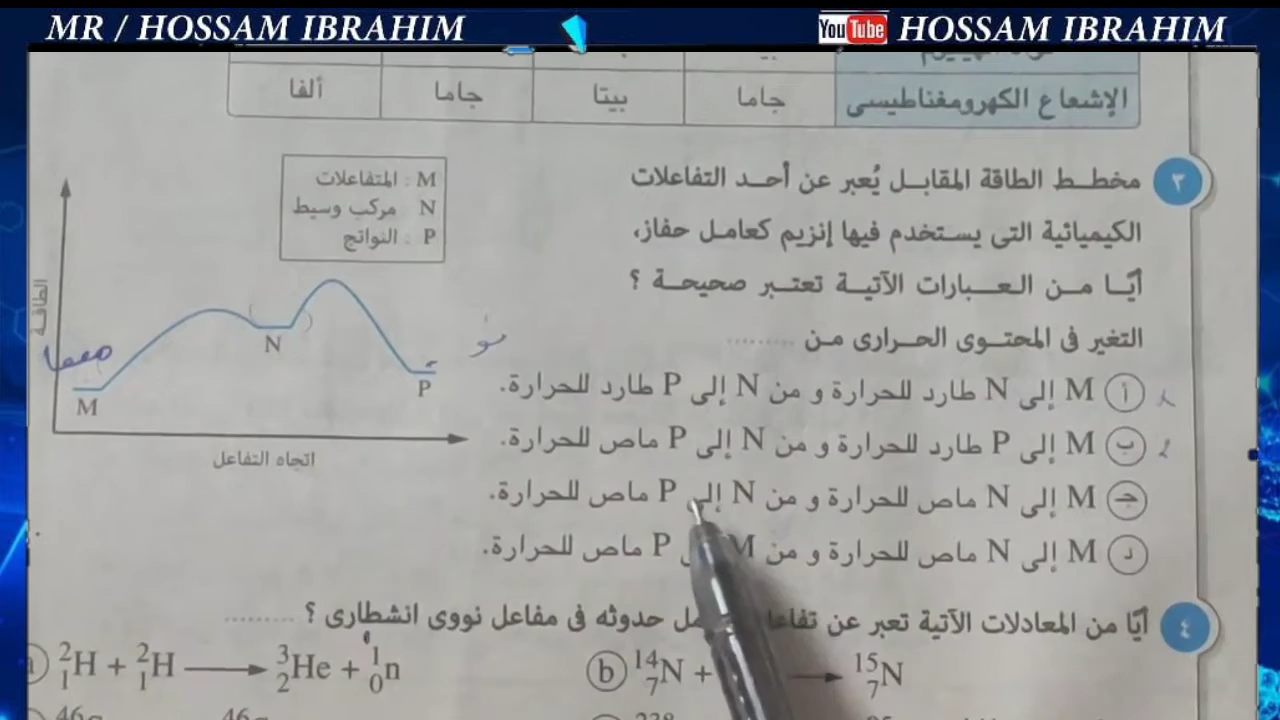 MR / HOSSAM IBRAHIM
YouTube HOSSAM IBRAHIM
الإشعاع الكهرومغناطيسى جاما بيتا جاما ألفا
٣ مخطط الطاقة المقابل يُعبر عن أحد التفاعلات
الكيميائية التى يستخدم فيها إنزيم كعامل حفاز،
أيًا من العبارات الآتية تعتبر صحيحة ؟
التغير فى المحتوى الحرارى من .........
أ M إلى N طارد للحرارة و من N إلى P طارد للحرارة.
ب M إلى P طارد للحرارة و من N إلى P ماص للحرارة.
جـ M إلى N ماص للحرارة و من N إلى P ماص للحرارة.
د M إلى N ماص للحرارة و من M P ماص للحرارة.
M : المتفاعلات
N مركب وسيط
P : النواتج
الطاقة
N
M
P
اتجاه التفاعل
٤ أيًا من المعادلات الآتية تعبر عن حدوثه فى مفاعل نووى انشطارى ؟ .........
a ²₁H + ²₁H ⟶ ³₂He + ¹₀n
b ¹⁴₇N + ⟶ ¹⁵₇N